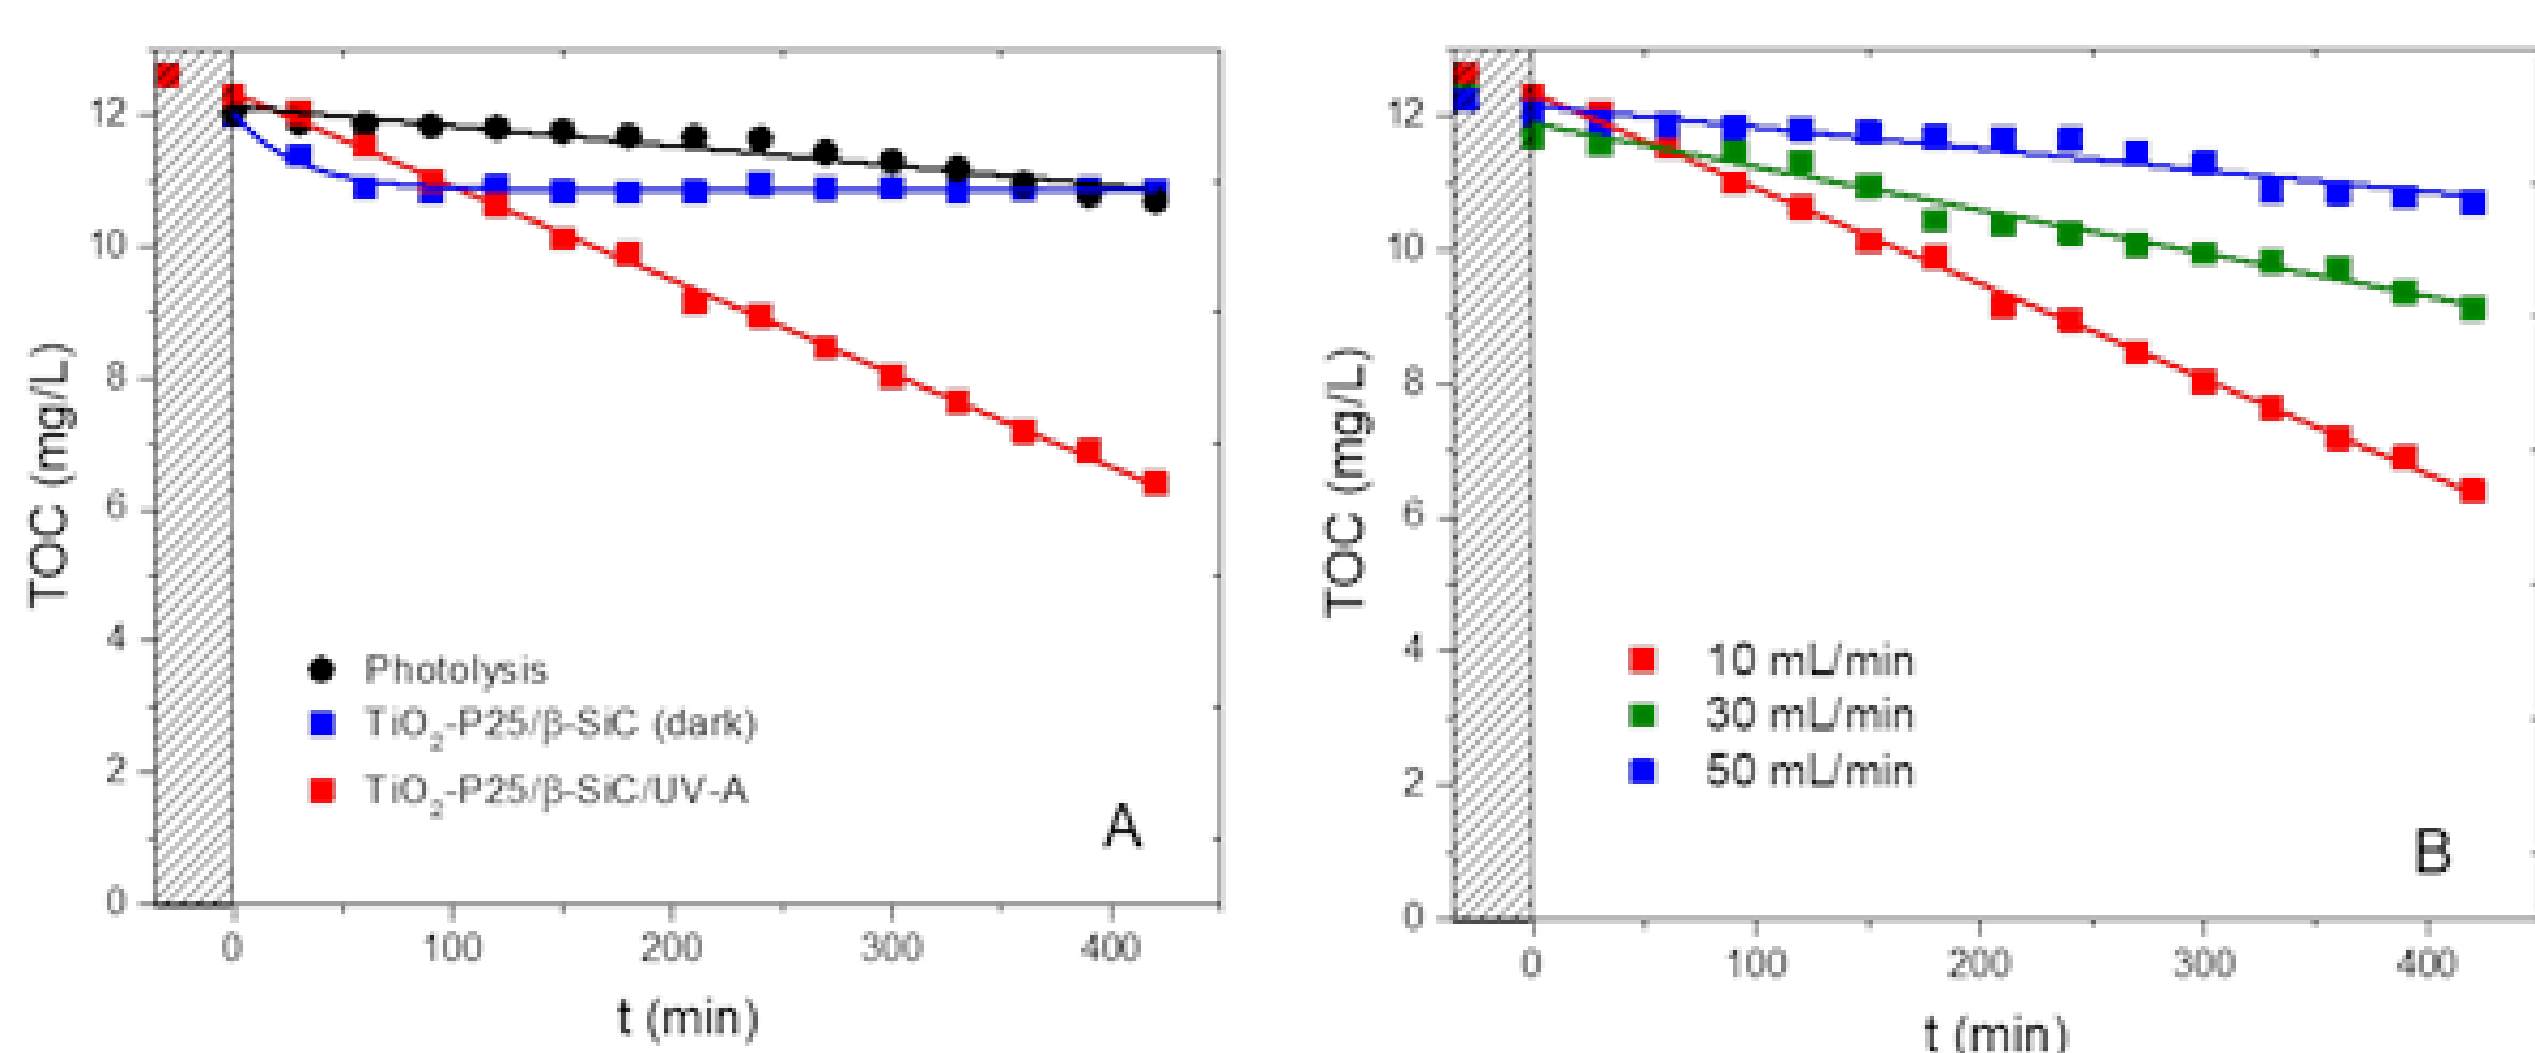 12
10
8
6
4
2
0
TOC (mg/L)
Photolysis
TiO2-P25/β-SiC (dark)
TiO2-P25/β-SiC/UV-A
A
0 100 200 300 400
t (min)
12
10
8
6
4
2
0
TOC (mg/L)
10 mL/min
30 mL/min
50 mL/min
B
0 100 200 300 400
t (min)